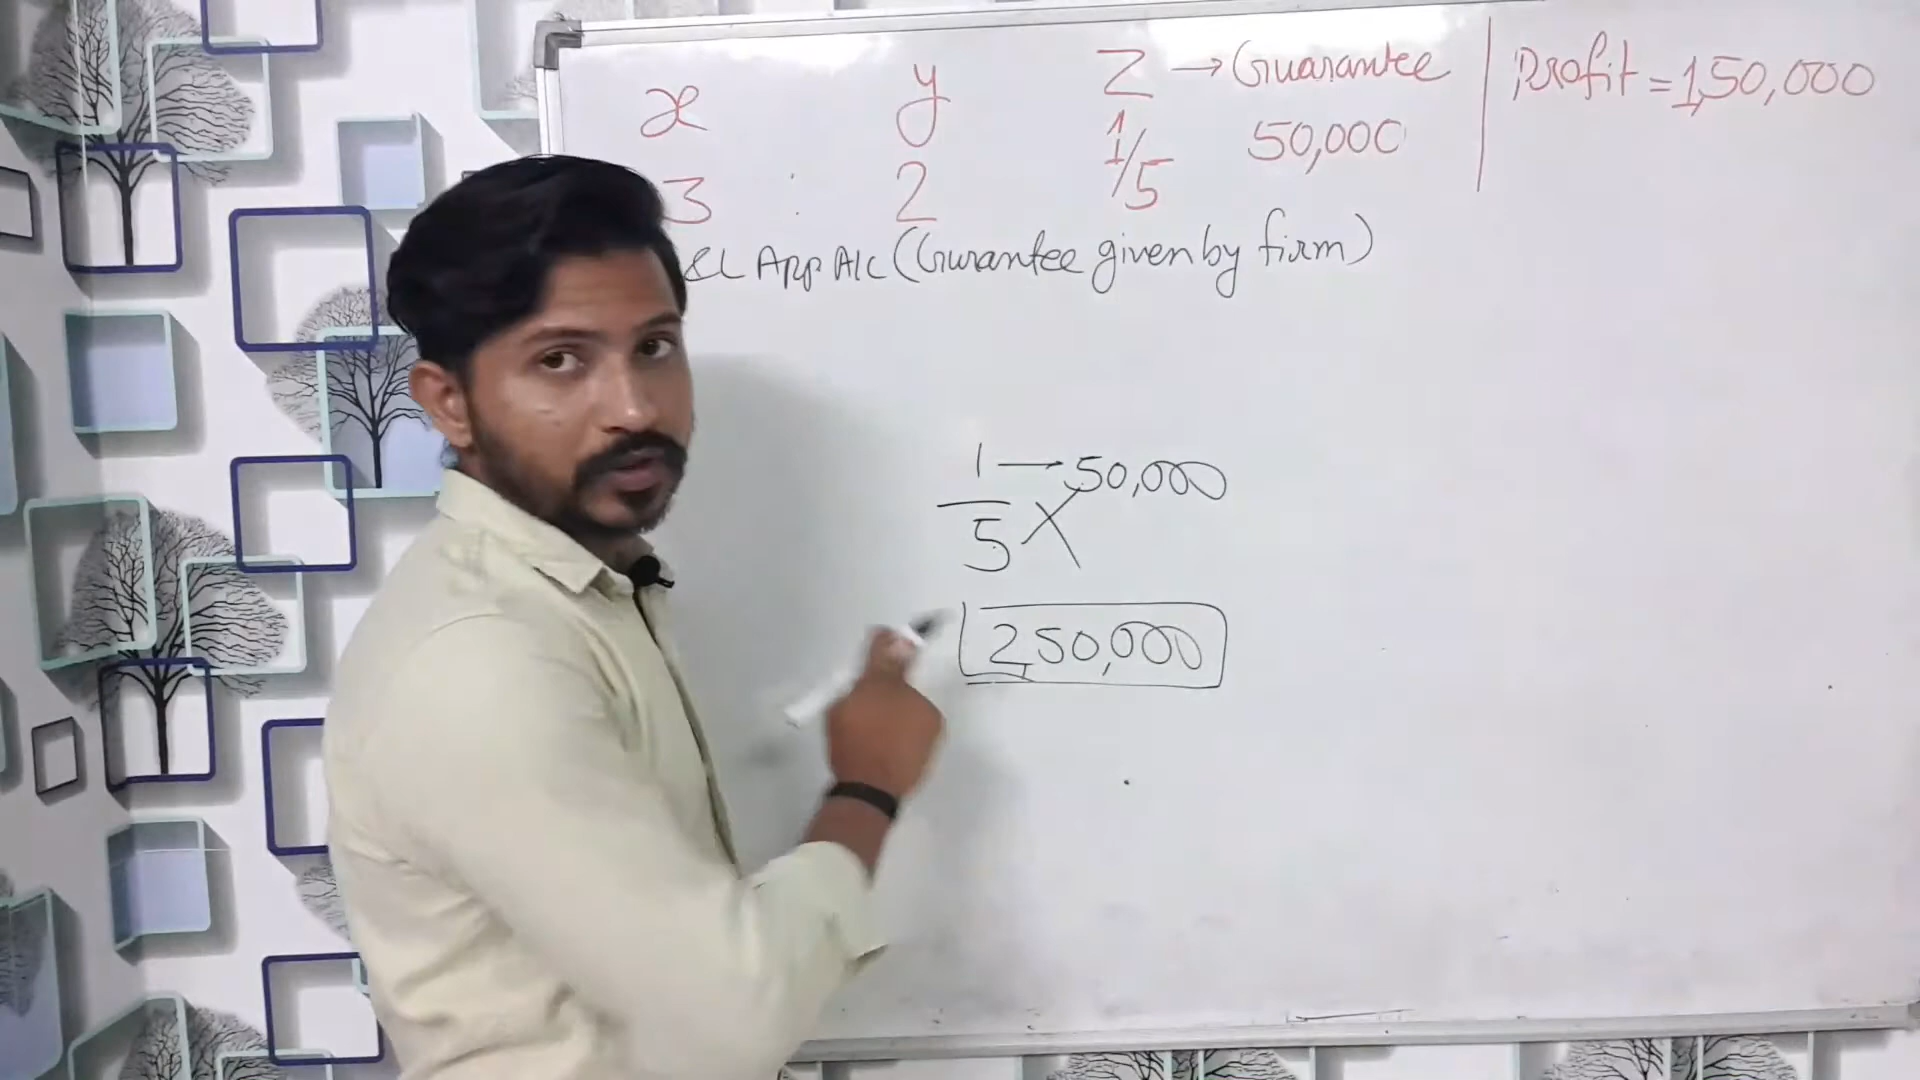 x y Z → Guarantee | Profit = 1,50,000
3 : 2 1/5 50,000
&L App A/c (Gurantee given by firm)
1 → 50,000
5
2,50,000